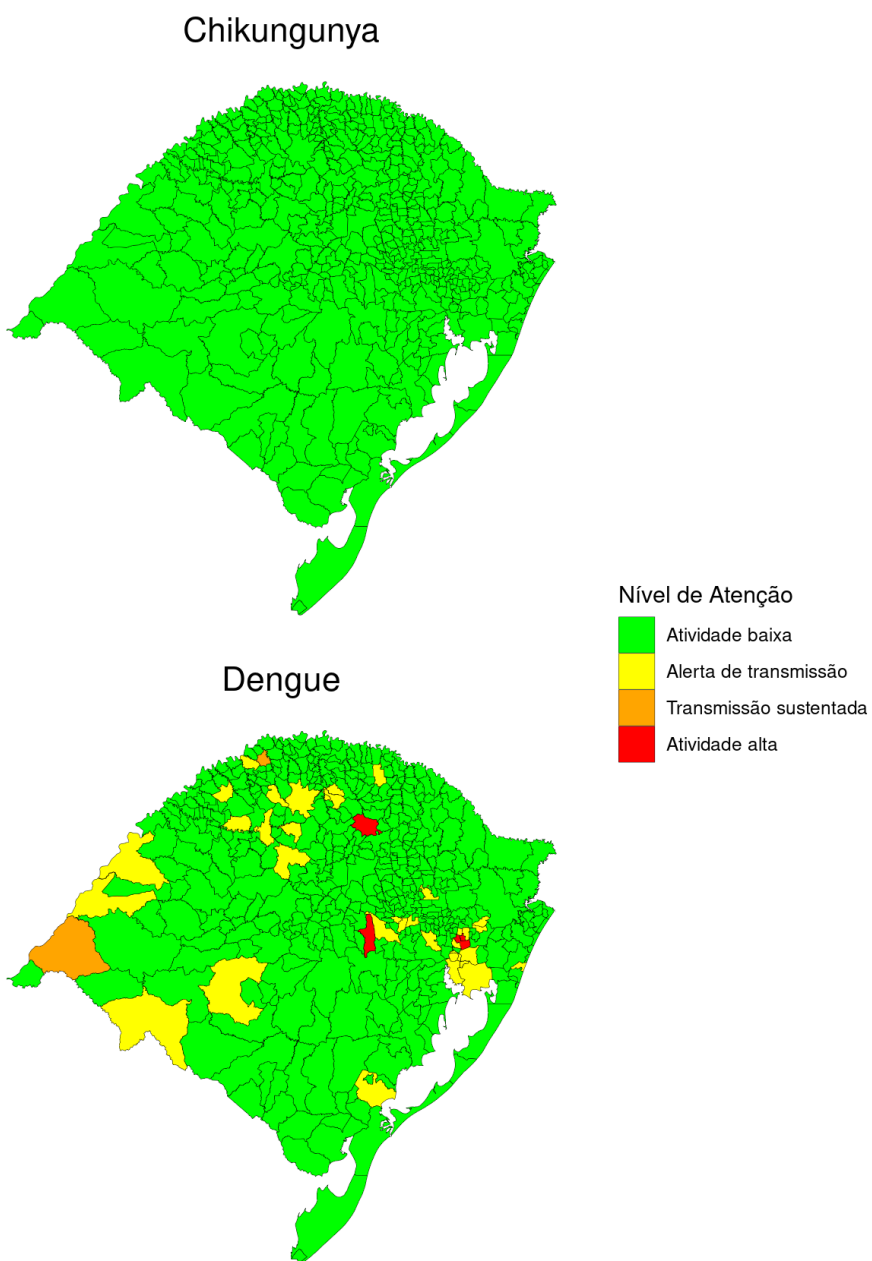 Chikungunya
Nível de Atenção
Atividade baixa
Alerta de transmissão
Transmissão sustentada
Atividade alta
Dengue